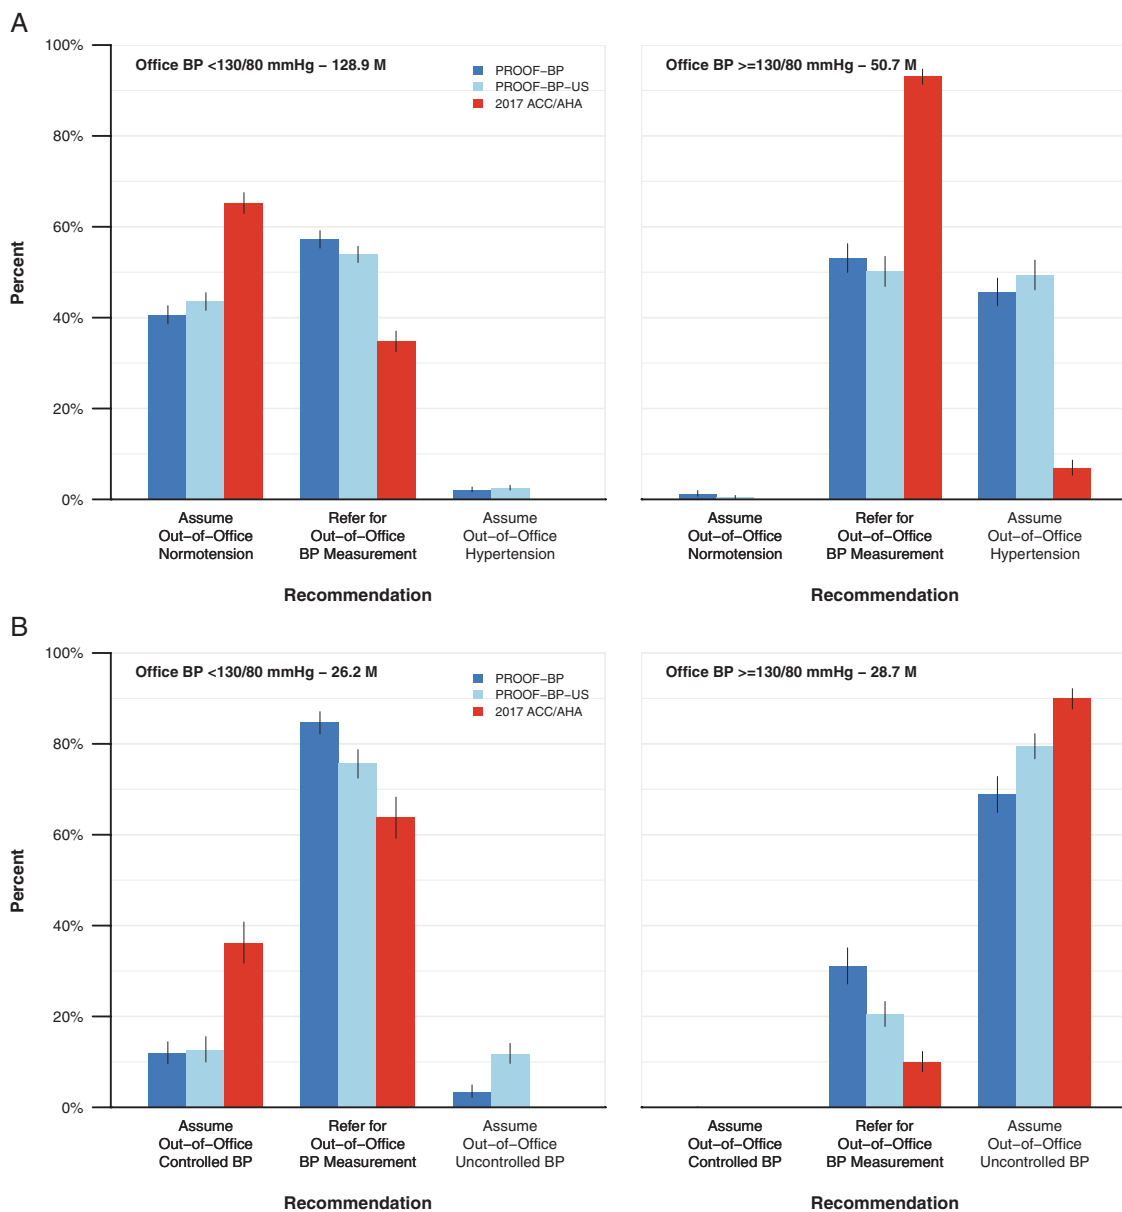 A
Office BP <130/80 mmHg − 128.9 M
PROOF−BP
PROOF−BP−US
2017 ACC/AHA
Office BP >=130/80 mmHg − 50.7 M
100%
80%
60%
40%
20%
0%
Percent
Assume
Out−of−Office
Normotension
Refer for
Out−of−Office
BP Measurement
Assume
Out−of−Office
Hypertension
Recommendation
Assume
Out−of−Office
Normotension
Refer for
Out−of−Office
BP Measurement
Assume
Out−of−Office
Hypertension
Recommendation
B
Office BP <130/80 mmHg − 26.2 M
PROOF−BP
PROOF−BP−US
2017 ACC/AHA
Office BP >=130/80 mmHg − 28.7 M
100%
80%
60%
40%
20%
0%
Percent
Assume
Out−of−Office
Controlled BP
Refer for
Out−of−Office
BP Measurement
Assume
Out−of−Office
Uncontrolled BP
Recommendation
Assume
Out−of−Office
Controlled BP
Refer for
Out−of−Office
BP Measurement
Assume
Out−of−Office
Uncontrolled BP
Recommendation